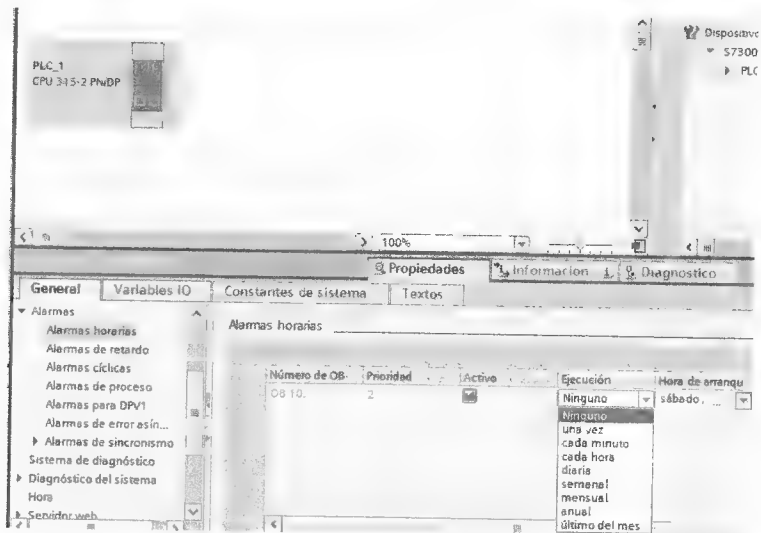 Dispositivo
PLC_1
S7300
CPU 315-2 PN/DP
PLC
100%
Propiedades
Información
Diagnóstico
General
Variables IO
Constantes de sistema
Textos
Alarmas
Alarmas horarias
Alarmas de retardo
Alarmas cíclicas
Alarmas de proceso
Alarmas para DPV1
Alarmas de error asín...
Alarmas de sincronismo
Sistema de diagnóstico
Diagnóstico del sistema
Hora
Servidor web
Alarmas horarias
Número de OB
Prioridad
Activo
Ejecución
Hora de arranqu
OB 10.
2
Ninguno
sábado, ...
Ninguno
una vez
cada minuto
cada hora
diaria
semanal
mensual
anual
último del mes